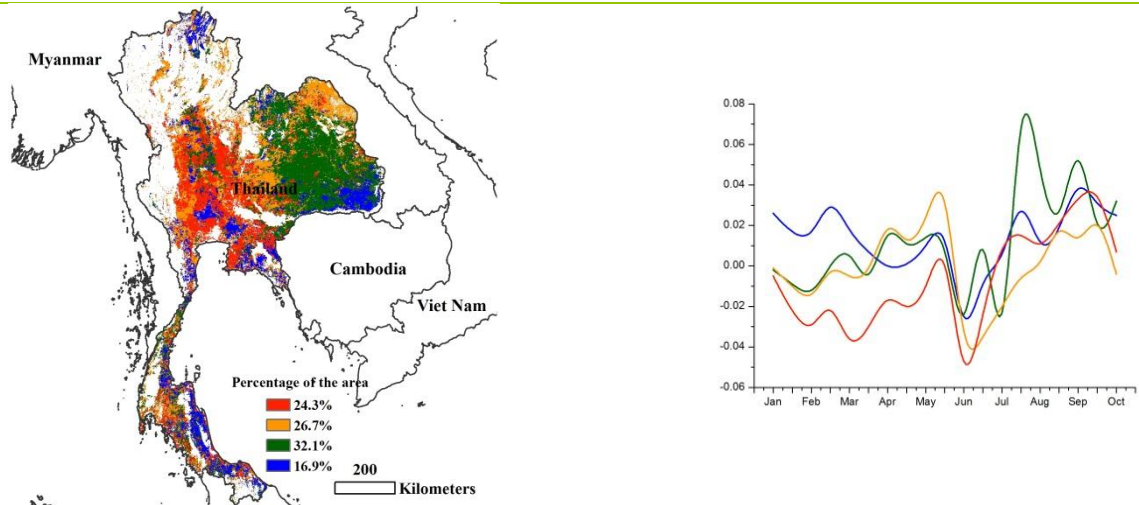 Myanmar
Thailand
Cambodia
Viet Nam
Percentage of the area
24.3%
26.7%
32.1%
16.9%
200
Kilometers
0.08
0.06
0.04
0.02
0.00
-0.02
-0.04
-0.06
Jan Feb Mar Apr May Jun Jul Aug Sep Oct